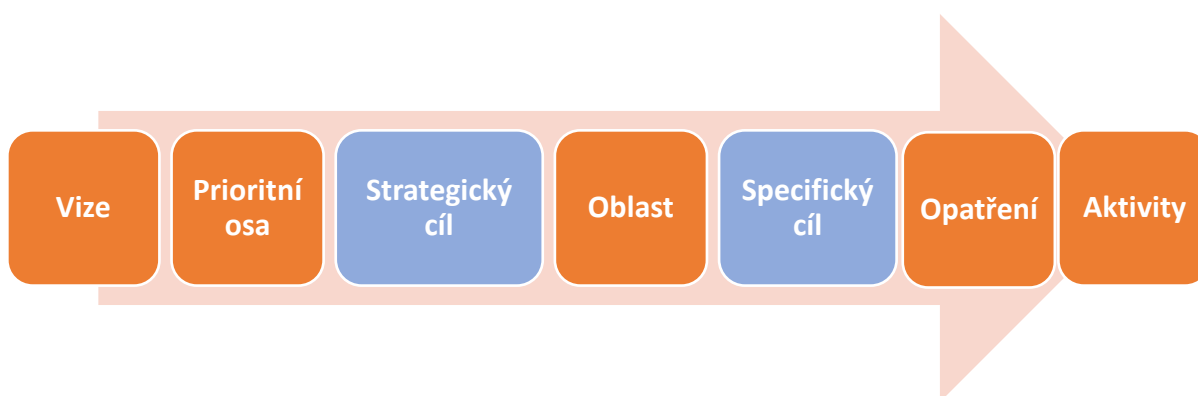 Vize
Prioritní
osa
Strategický
cíl
Oblast
Specifický
cíl
Opatření
Aktivity